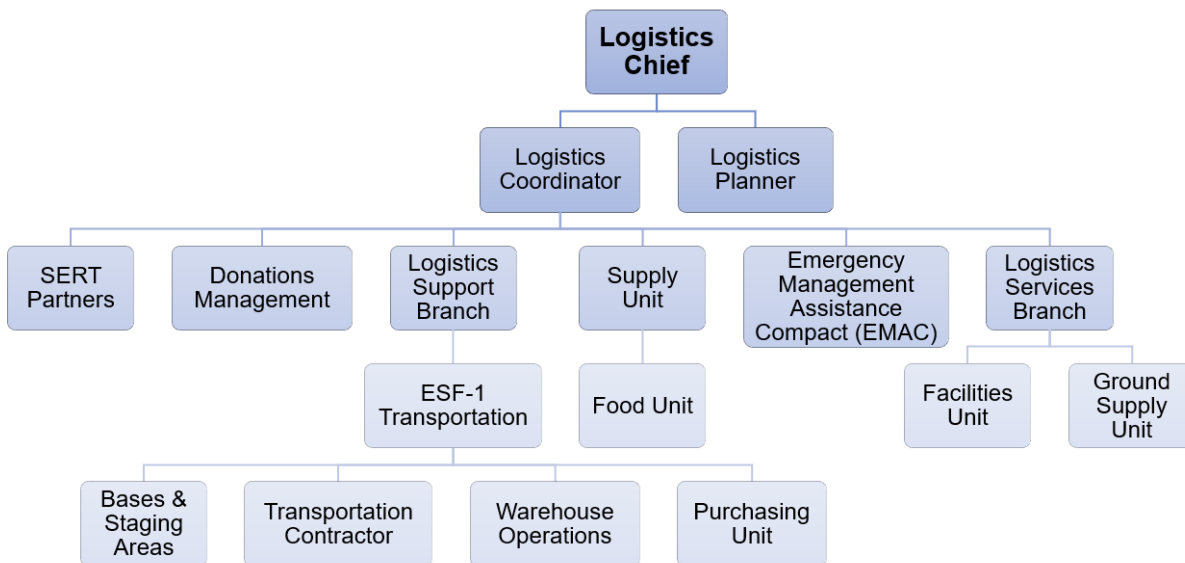 Logistics
Chief
Logistics
Coordinator
Logistics
Planner
SERT
Partners
Donations
Management
Logistics
Support
Branch
Supply
Unit
Emergency
Management
Assistance
Compact (EMAC)
Logistics
Services
Branch
ESF-1
Transportation
Food Unit
Facilities
Unit
Ground
Supply
Unit
Bases &
Staging
Areas
Transportation
Contractor
Warehouse
Operations
Purchasing
Unit